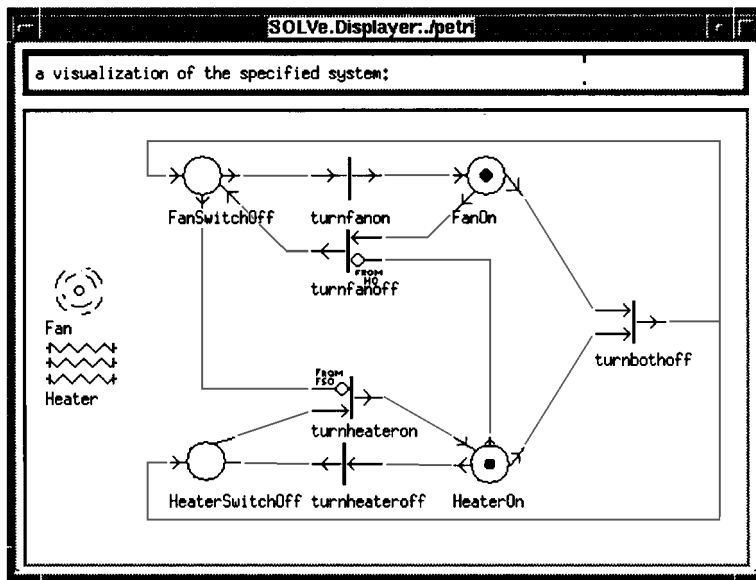 SOLVe.Displayer:./petri
a visualization of the specified system:
FanSwitchOff
turnfanon
FanOn
FROM
HO
turnfanoff
Fan
turnbothoff
Heater
FROM
FSO
turnheateron
HeaterSwitchOff
turnheateroff
HeaterOn